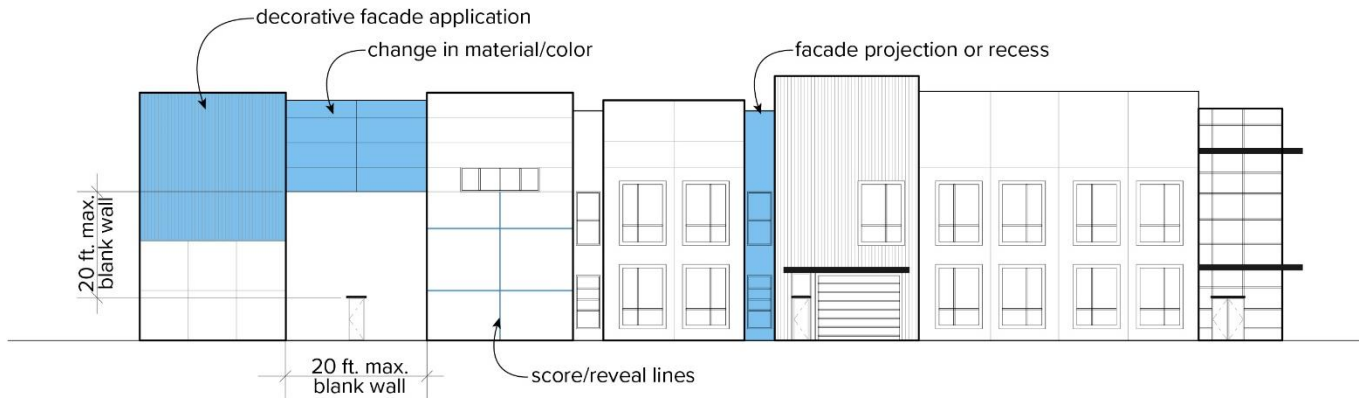 decorative facade application
change in material/color
facade projection or recess
20 ft. max.
blank wall
20 ft. max.
blank wall
score/reveal lines